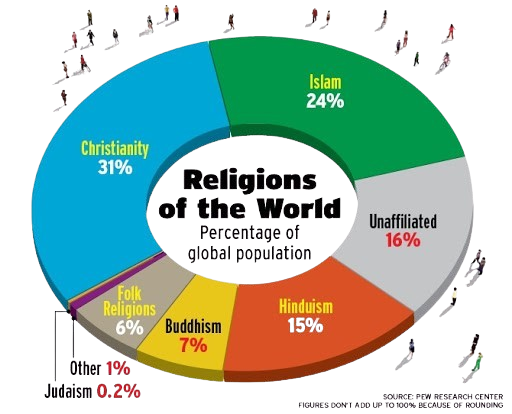 Islam
24%
Christianity
31%
Religions
of the World
Percentage of
global population
Unaffiliated
16%
Hinduism
15%
Buddhism
7%
Folk
Religions
6%
Other 1%
Judaism 0.2%
SOURCE: PEW RESEARCH CENTER
FIGURES DON'T ADD UP TO 100% BECAUSE OF ROUNDING